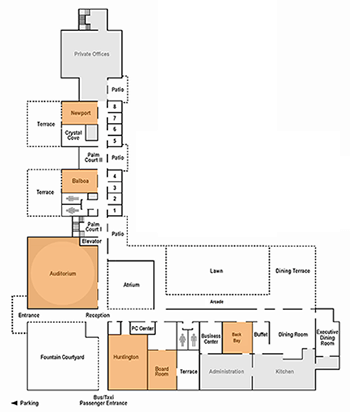 Private Offices
Patio
Newport
8
7
6
5
Terrace
Crystal
Cove
Palm
Court II
Patio
Balboa
4
3
2
1
Terrace
Palm
Court I
Elevator
Patio
Auditorium
Atrium
Lawn
Dining Terrace
Arcade
Entrance
Reception
PC Center
Fountain Courtyard
Huntington
Board
Room
Terrace
Business
Center
Back
Bay
Buffet
Dining Room
Executive
Dining
Room
Administration
Kitchen
Parking
Bus/Taxi
Passenger Entrance